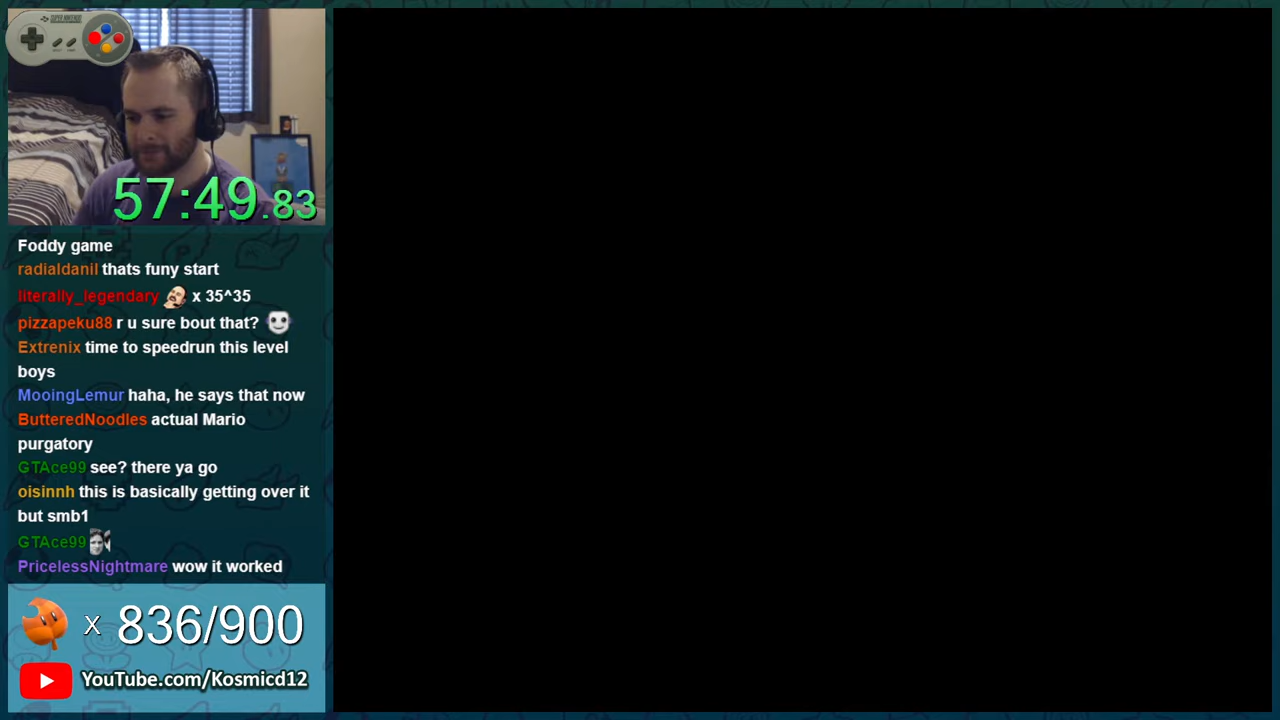 57:49.83
Foddy game
radialdanil thats funy start
literally_legendary x 35^35
pizzapeku88 r u sure bout that?
Extrenix time to speedrun this level
boys
MooingLemur haha, he says that now
ButteredNoodles actual Mario
purgatory
GTAce99 see? there ya go
oisinnh this is basically getting over it
but smb1
GTAce99
PricelessNightmare wow it worked
x 836/900
YouTube.com/Kosmicd12